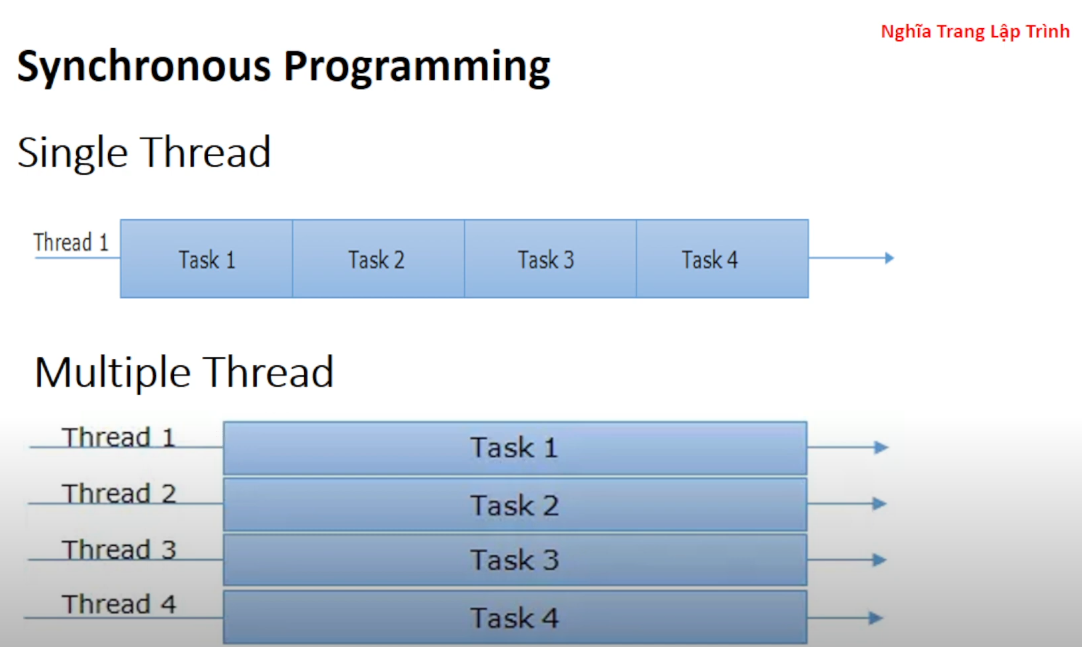 Nghĩa Trang Lập Trình
Synchronous Programming
Single Thread
Thread 1
Task 1
Task 2
Task 3
Task 4
Multiple Thread
Thread 1
Task 1
Thread 2
Task 2
Thread 3
Task 3
Thread 4
Task 4